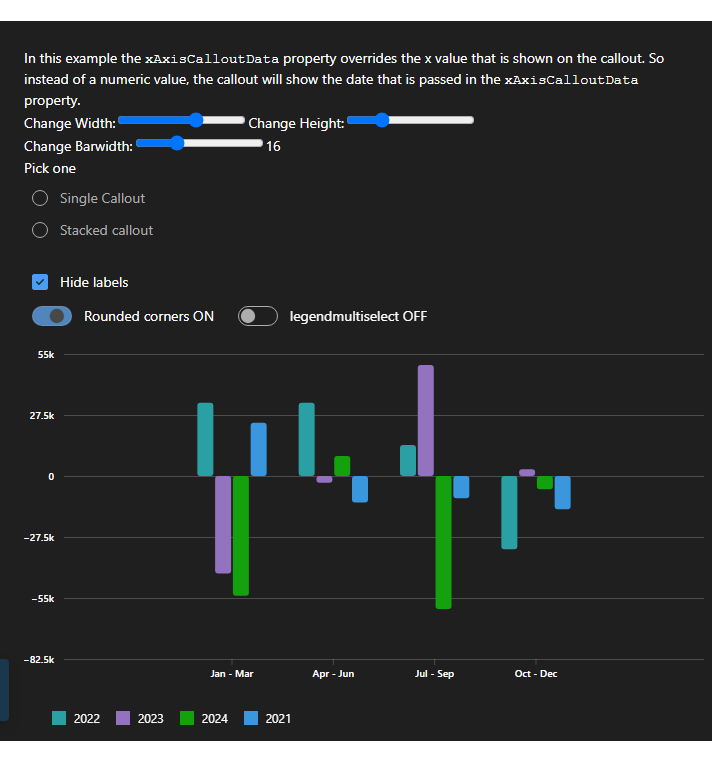 In this example the xAxisCalloutData property overrides the x value that is shown on the callout. So
instead of a numeric value, the callout will show the date that is passed in the xAxisCalloutData
property.
Change Width: Change Height:
Change Barwidth: 16
Pick one
Single Callout
Stacked callout
Hide labels
Rounded corners ON legendmultiselect OFF
55k
27.5k
0
−27.5k
−55k
−82.5k
Jan - Mar Apr - Jun Jul - Sep Oct - Dec
2022 2023 2024 2021